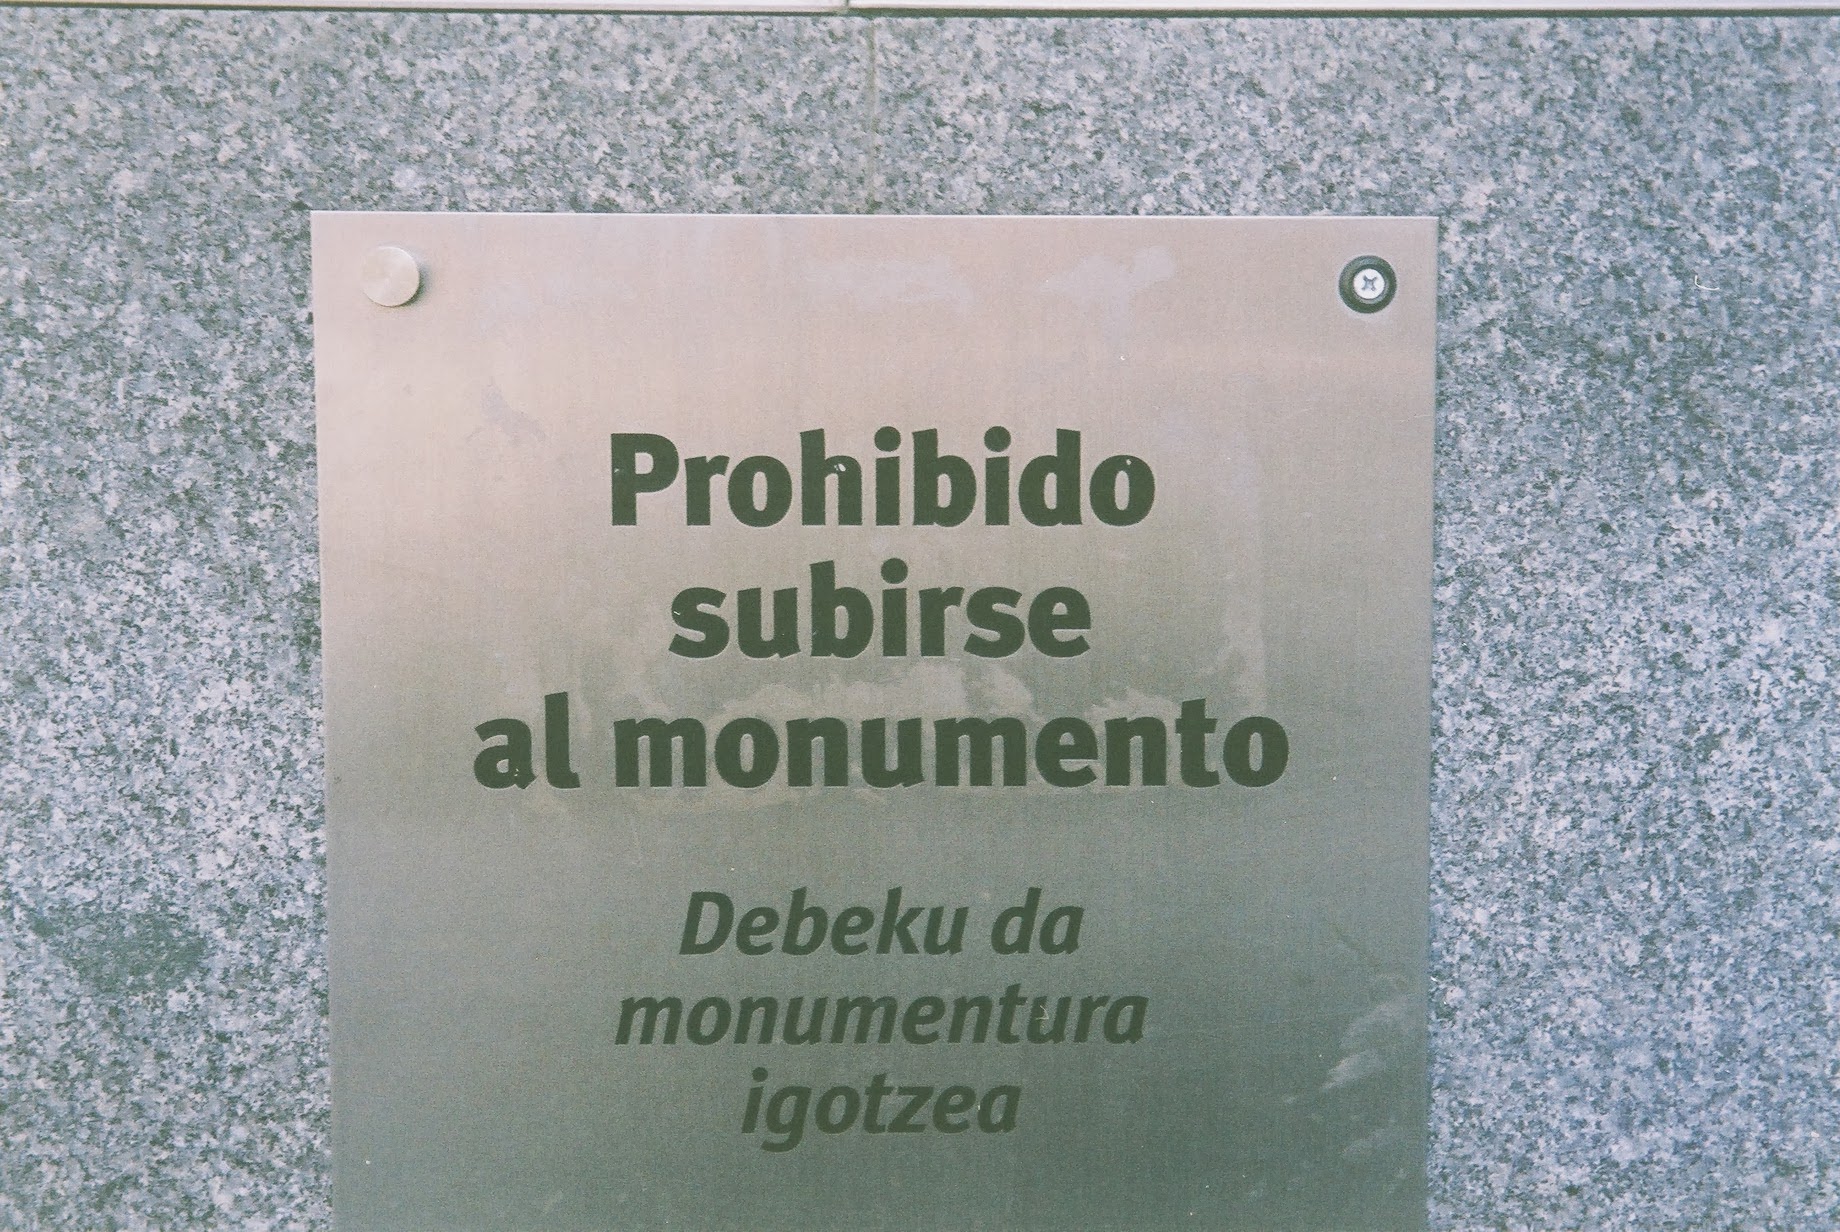 Prohibido
subirse
al monumento
Debeku da
monumentura
igotzea